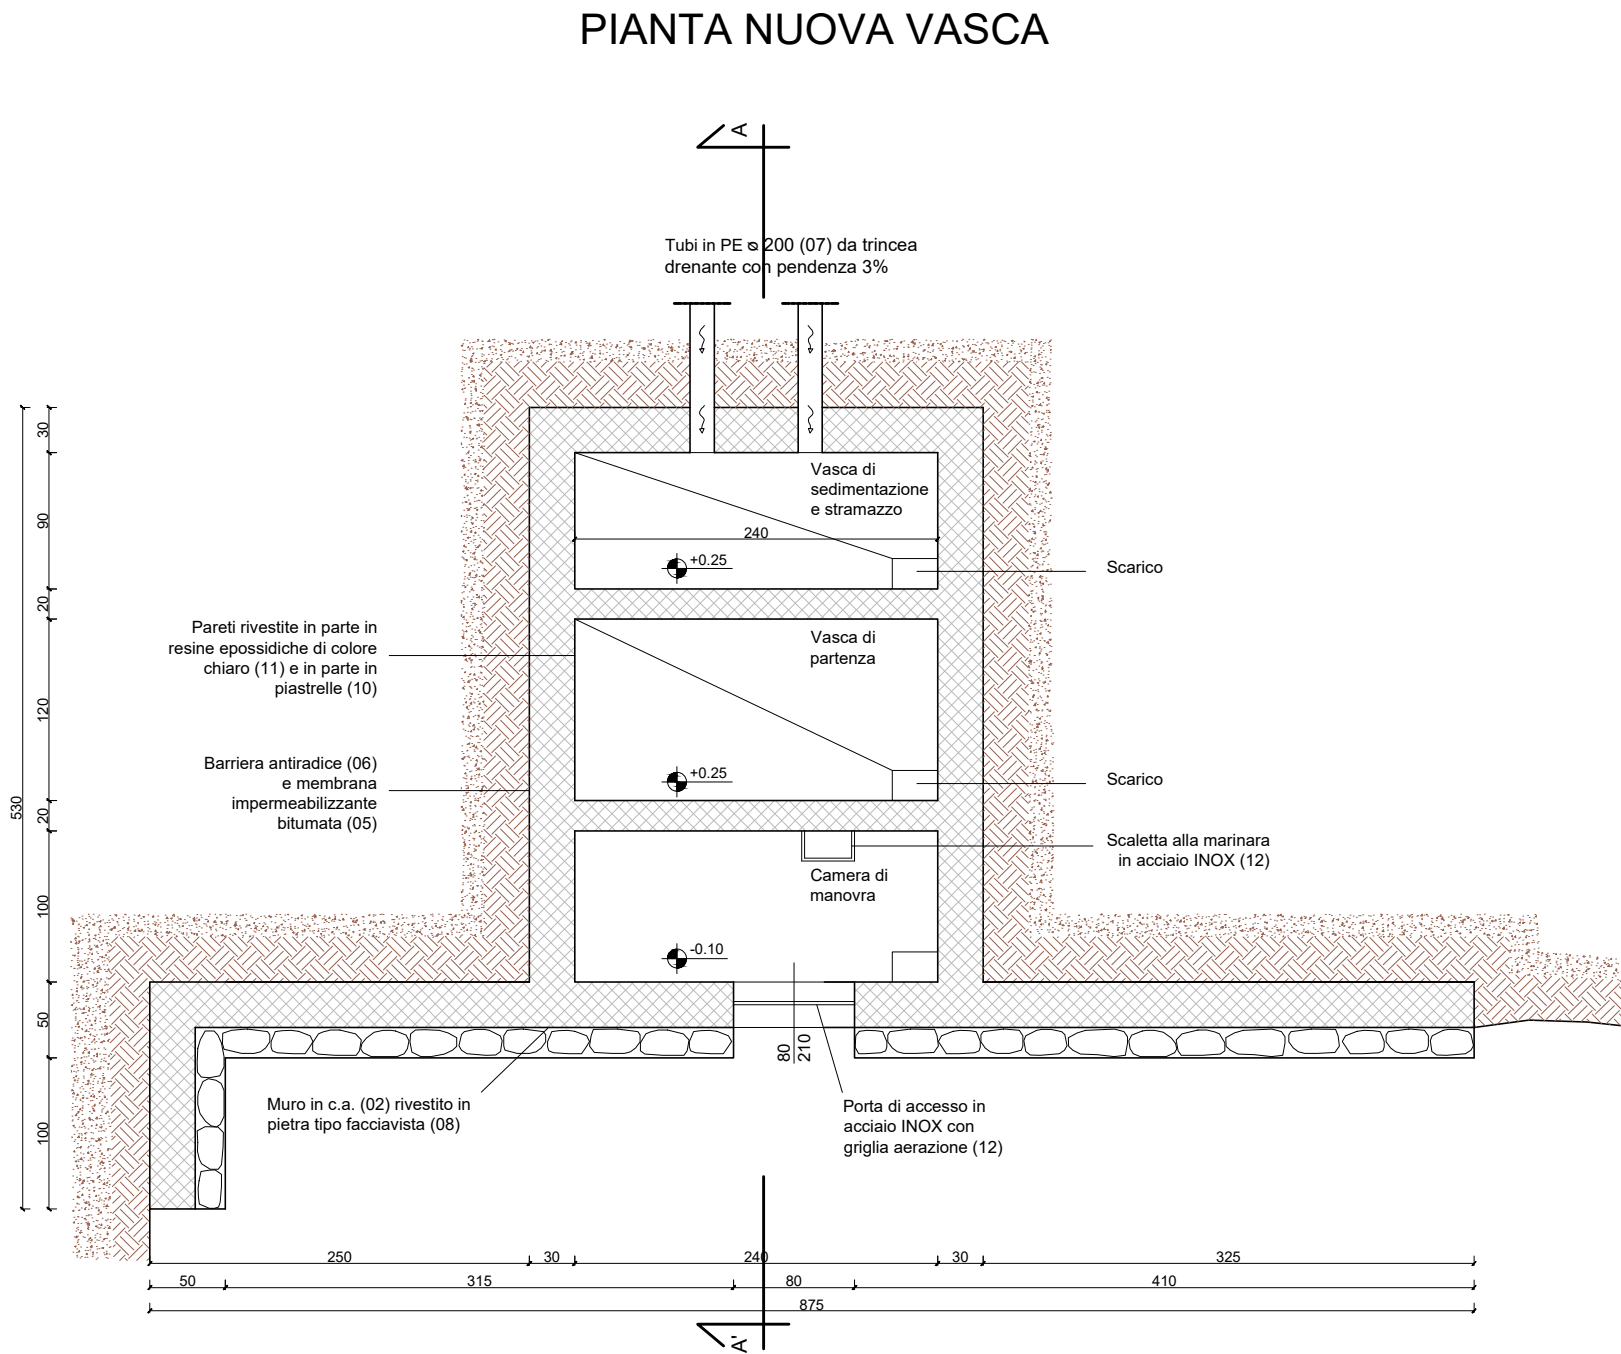 PIANTA NUOVA VASCA
A
Tubi in PE ⌀ 200 (07) da trincea
drenante con pendenza 3%
Vasca di
sedimentazione
e stramazzo
240
+0.25
Scarico
Pareti rivestite in parte in
resine epossidiche di colore
chiaro (11) e in parte in
piastrelle (10)
Vasca di
partenza
+0.25
Scarico
Barriera antiradice (06)
e membrana
impermeabilizzante
bitumata (05)
Scaletta alla marinara
in acciaio INOX (12)
Camera di
manovra
-0.10
80
210
Muro in c.a. (02) rivestito in
pietra tipo facciavista (08)
Porta di accesso in
acciaio INOX con
griglia aerazione (12)
530
30
90
20
120
20
100
50
100
250 30 240 30 325
50 315 80 410
875
A'